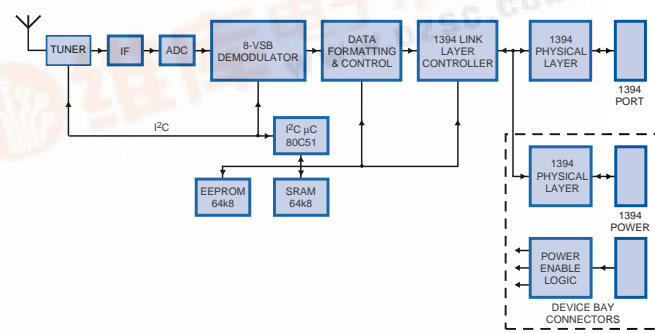 TUNER
IF
ADC
8-VSB
DEMODULATOR
DATA
FORMATTING
& CONTROL
1394 LINK
LAYER
CONTROLLER
1394
PHYSICAL
LAYER
1394
PORT
I²C
I²C µC
80C51
EEPROM
64k8
SRAM
64k8
1394
PHYSICAL
LAYER
1394
POWER
POWER
ENABLE
LOGIC
DEVICE BAY
CONNECTORS